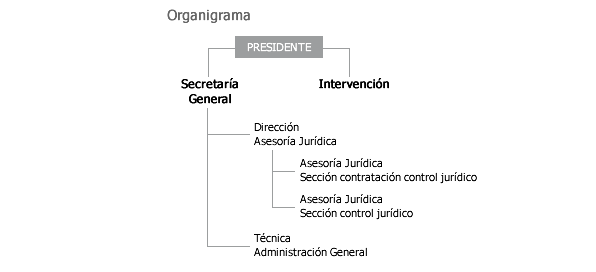 Organigrama
PRESIDENTE
Secretaría
General
Intervención
Dirección
Asesoría Jurídica
Asesoría Jurídica
Sección contratación control jurídico
Asesoría Jurídica
Sección control jurídico
Técnica
Administración General